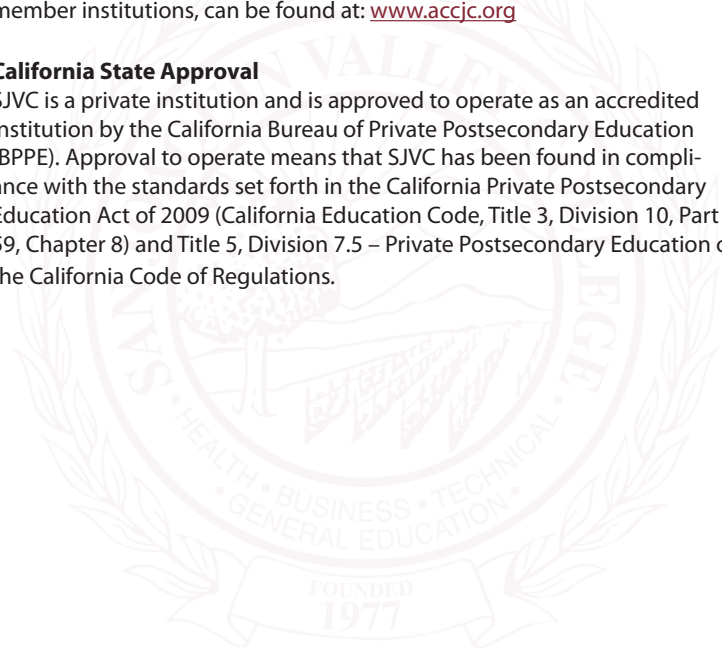 member institutions, can be found at: www.accjc.org
California State Approval
SJVC is a private institution and is approved to operate as an accredited
institution by the California Bureau of Private Postsecondary Education
(BPPE). Approval to operate means that SJVC has been found in compli-
ance with the standards set forth in the California Private Postsecondary
Education Act of 2009 (California Education Code, Title 3, Division 10, Part
59, Chapter 8) and Title 5, Division 7.5 – Private Postsecondary Education
the California Code of Regulations.
SAN JOAQUIN VALLEY COLLEGE
• HEALTH • BUSINESS • TECHNICAL •
• GENERAL EDUCATION •
FOUNDED
1977